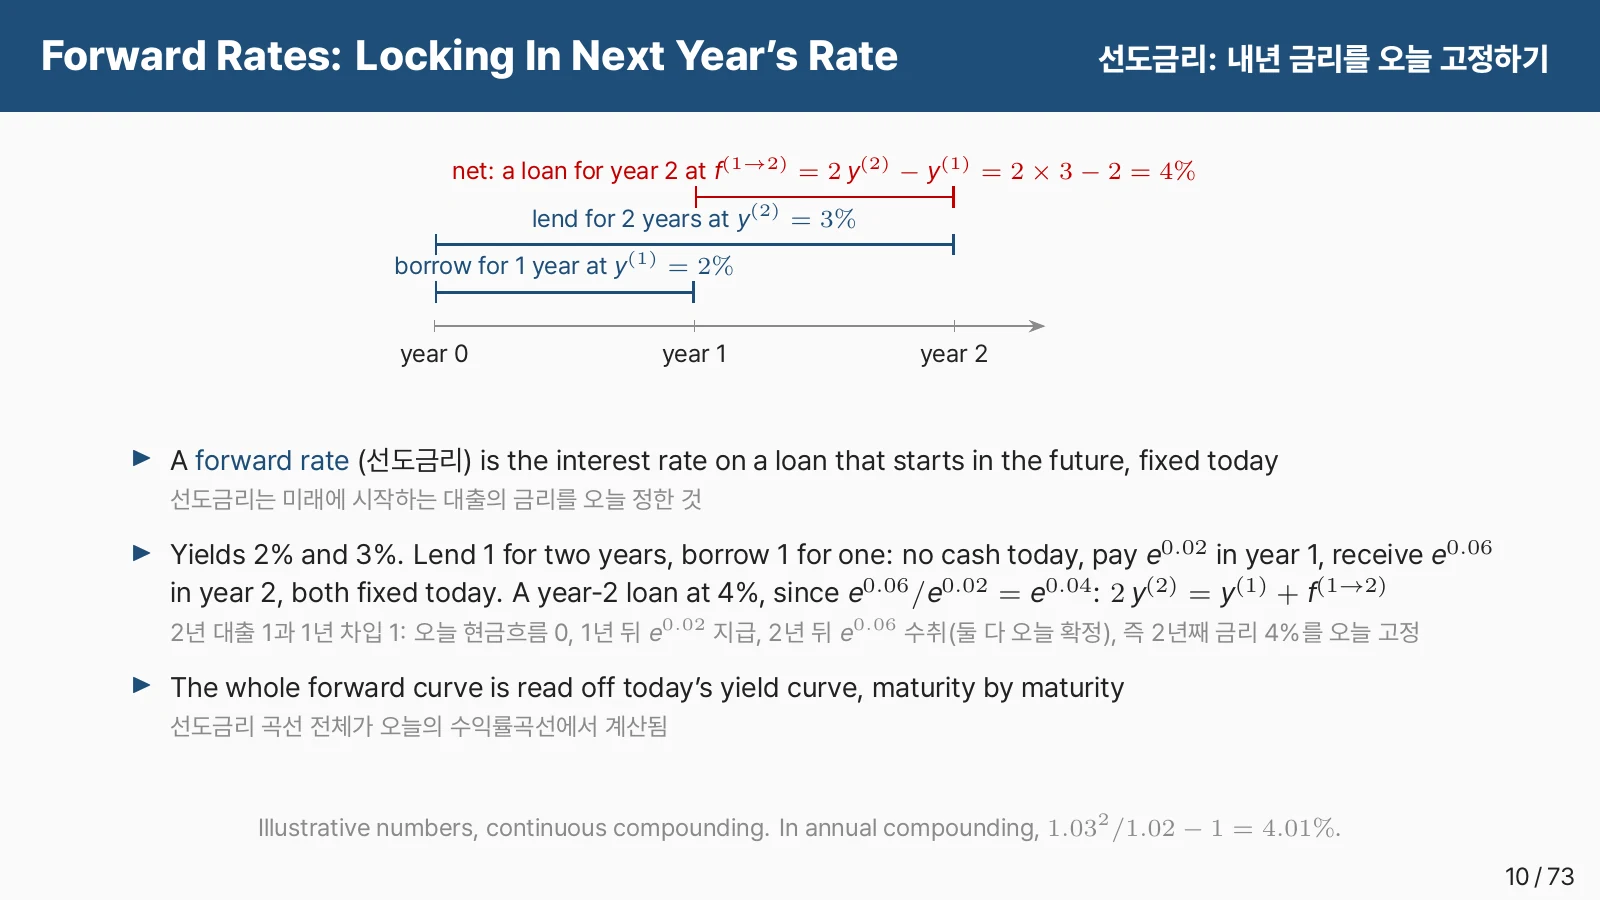 Forward Rates: Locking In Next Year’s Rate
선도금리: 내년 금리를 오늘 고정하기
net: a loan for year 2 at f^(1→2) = 2 y^(2) − y^(1) = 2 × 3 − 2 = 4%
lend for 2 years at y^(2) = 3%
borrow for 1 year at y^(1) = 2%
year 0 year 1 year 2
▶ A forward rate (선도금리) is the interest rate on a loan that starts in the future, fixed today
선도금리는 미래에 시작하는 대출의 금리를 오늘 정한 것
▶ Yields 2% and 3%. Lend 1 for two years, borrow 1 for one: no cash today, pay e^0.02 in year 1, receive e^0.06
in year 2, both fixed today. A year-2 loan at 4%, since e^0.06/e^0.02 = e^0.04: 2 y^(2) = y^(1) + f^(1→2)
2년 대출 1과 1년 차입 1: 오늘 현금흐름 0, 1년 뒤 e^0.02 지급, 2년 뒤 e^0.06 수취(둘 다 오늘 확정), 즉 2년째 금리 4%를 오늘 고정
▶ The whole forward curve is read off today’s yield curve, maturity by maturity
선도금리 곡선 전체가 오늘의 수익률곡선에서 계산됨
Illustrative numbers, continuous compounding. In annual compounding, 1.03^2/1.02 − 1 = 4.01%.
10 / 73